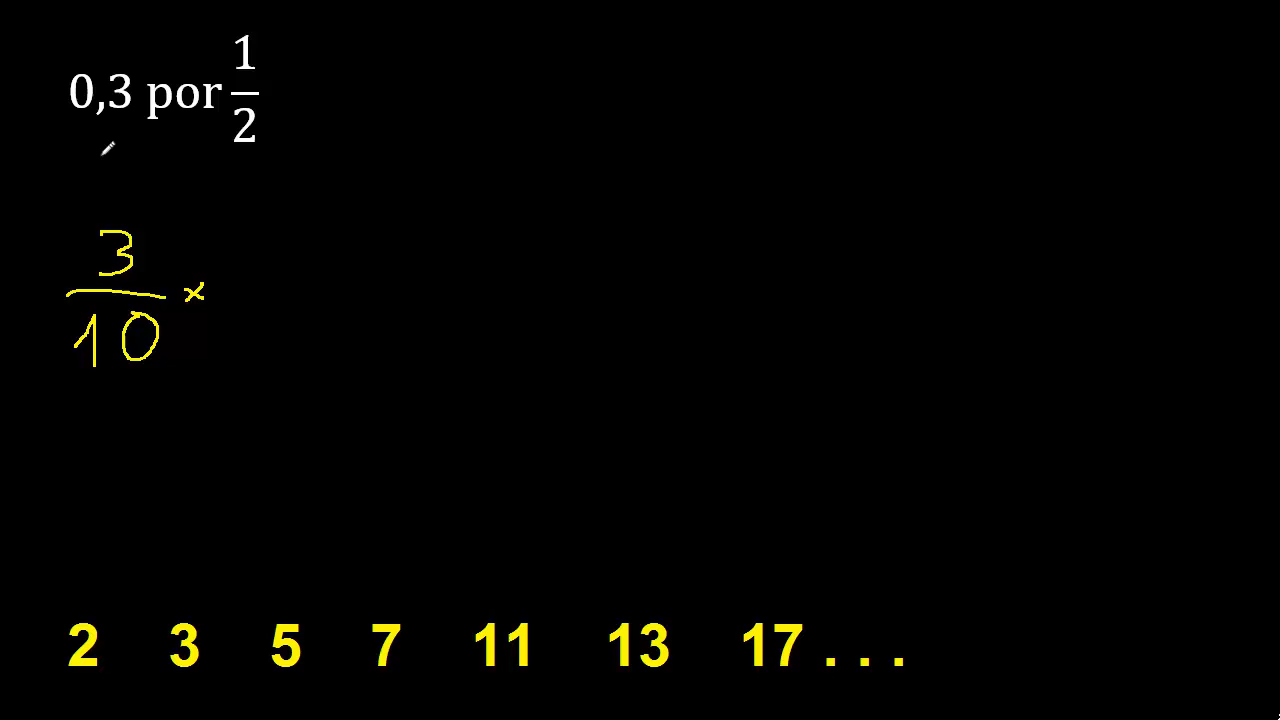 0,3 por 1/2
3/10 ×
2 3 5 7 11 13 17 . . .